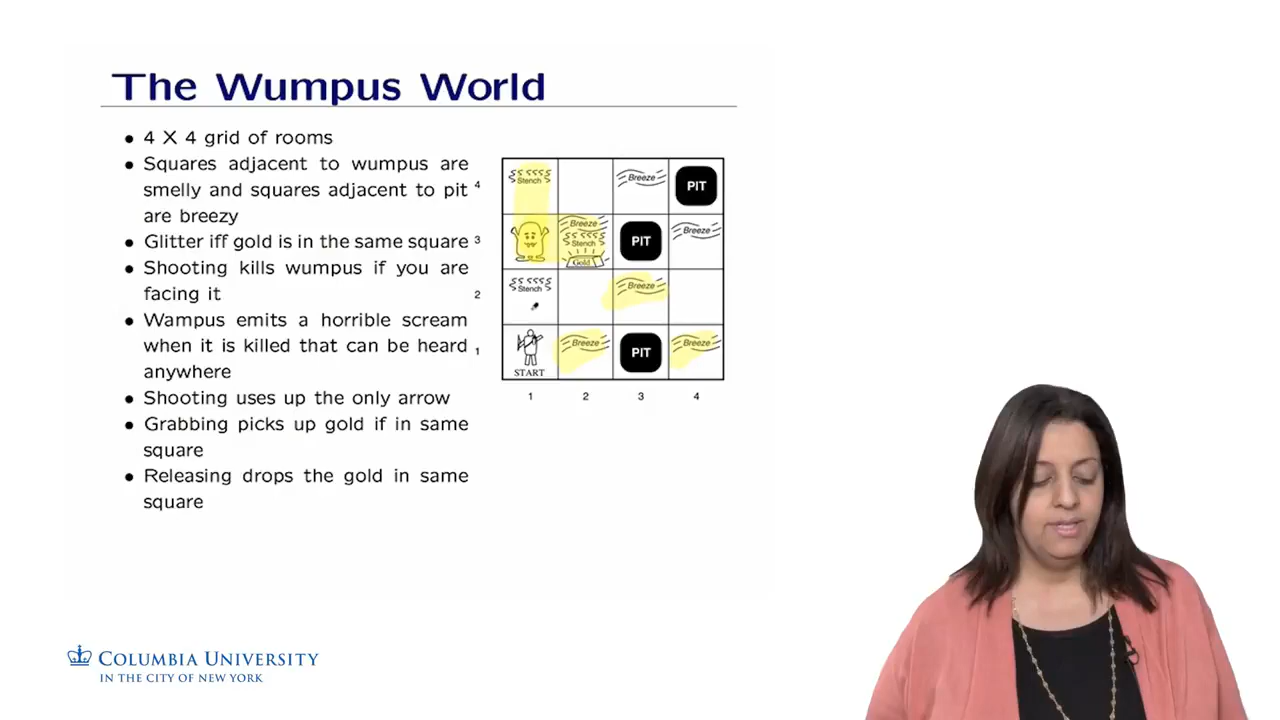 The Wumpus World
• 4 X 4 grid of rooms
• Squares adjacent to wumpus are
smelly and squares adjacent to pit
are breezy
• Glitter iff gold is in the same square
• Shooting kills wumpus if you are
facing it
• Wampus emits a horrible scream
when it is killed that can be heard
anywhere
• Shooting uses up the only arrow
• Grabbing picks up gold if in same
square
• Releasing drops the gold in same
square
4
Stench
Breeze
PIT
3
Breeze
Stench
Gold
PIT
Breeze
2
Stench
Breeze
1
START
Breeze
PIT
Breeze
1 2 3 4
COLUMBIA UNIVERSITY
IN THE CITY OF NEW YORK